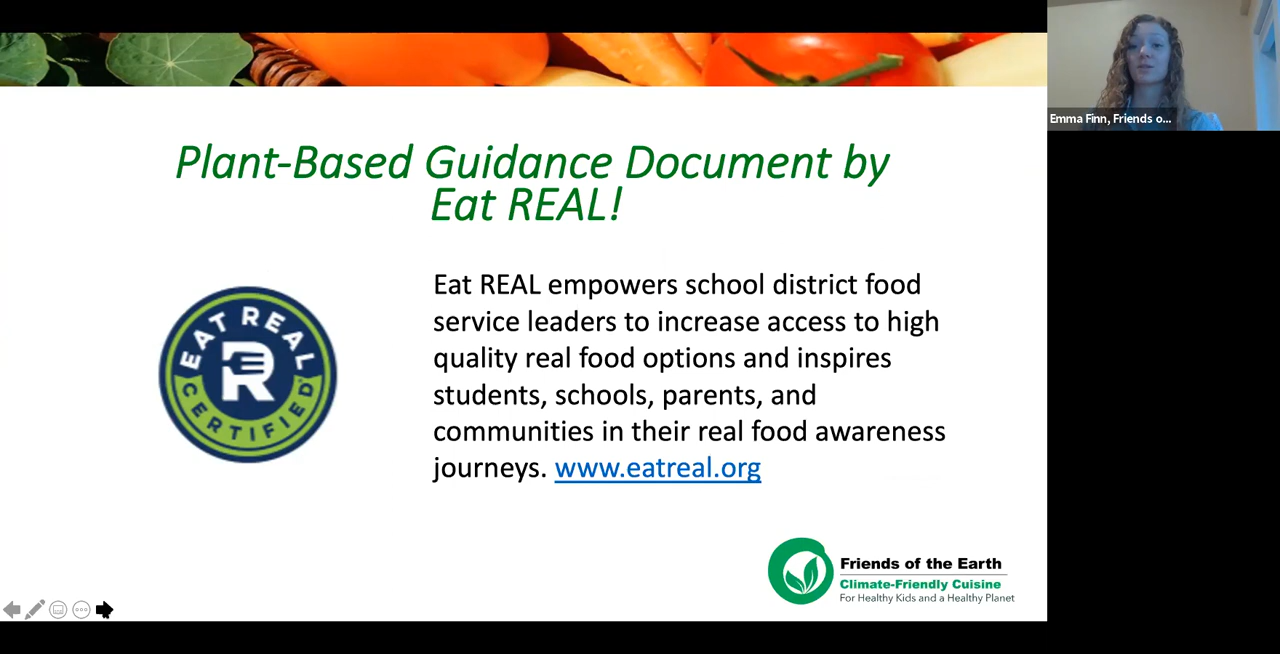 Emma Finn, Friends o...
Plant-Based Guidance Document by
Eat REAL!
EAT REAL
R
CERTIFIED
Eat REAL empowers school district food
service leaders to increase access to high
quality real food options and inspires
students, schools, parents, and
communities in their real food awareness
journeys. www.eatreal.org
Friends of the Earth
Climate-Friendly Cuisine
For Healthy Kids and a Healthy Planet